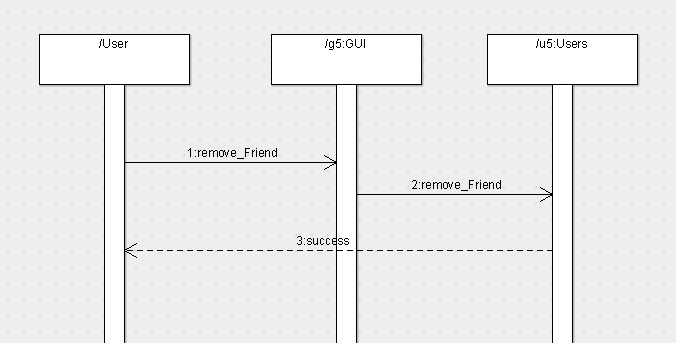 /User
/g5:GUI
/u5:Users
1:remove_Friend
2:remove_Friend
3:success